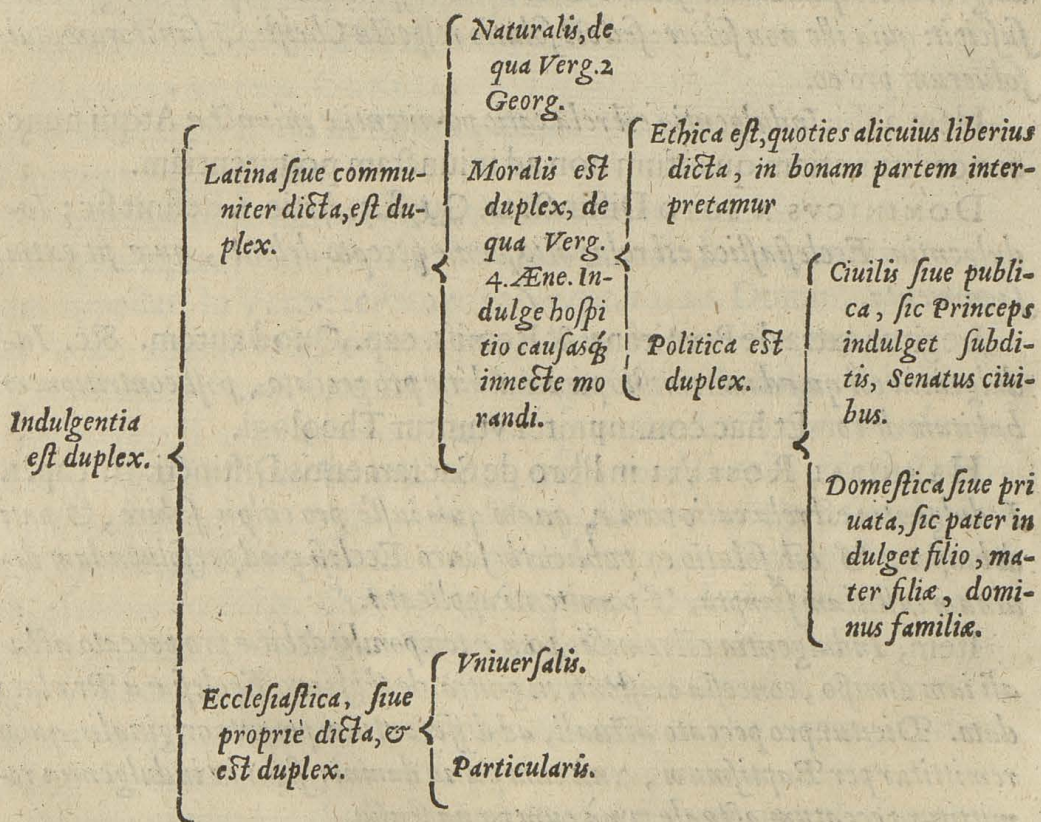 Indulgentia
est duplex.
Latina siue commu-
niter dicta, est du-
plex.
Naturalis, de
qua Verg. 2
Georg.
Moralis est
duplex, de
qua Verg.
4. Æne. In-
dulge hospi
tio causasq́
innecte mo
randi.
Ethica est, quoties alicuius liberius
dicta, in bonam partem inter-
pretamur
Politica est
duplex.
Ciuilis siue publi-
ca, sic Princeps
indulget subdi-
tis, Senatus ciui-
bus.
Domestica siue pri
uata, sic pater in
dulget filio, ma-
ter filiæ, domi-
nus familiæ.
Ecclesiastica, siue
propriè dicta, &
est duplex.
Vniuersalis.
Particularis.